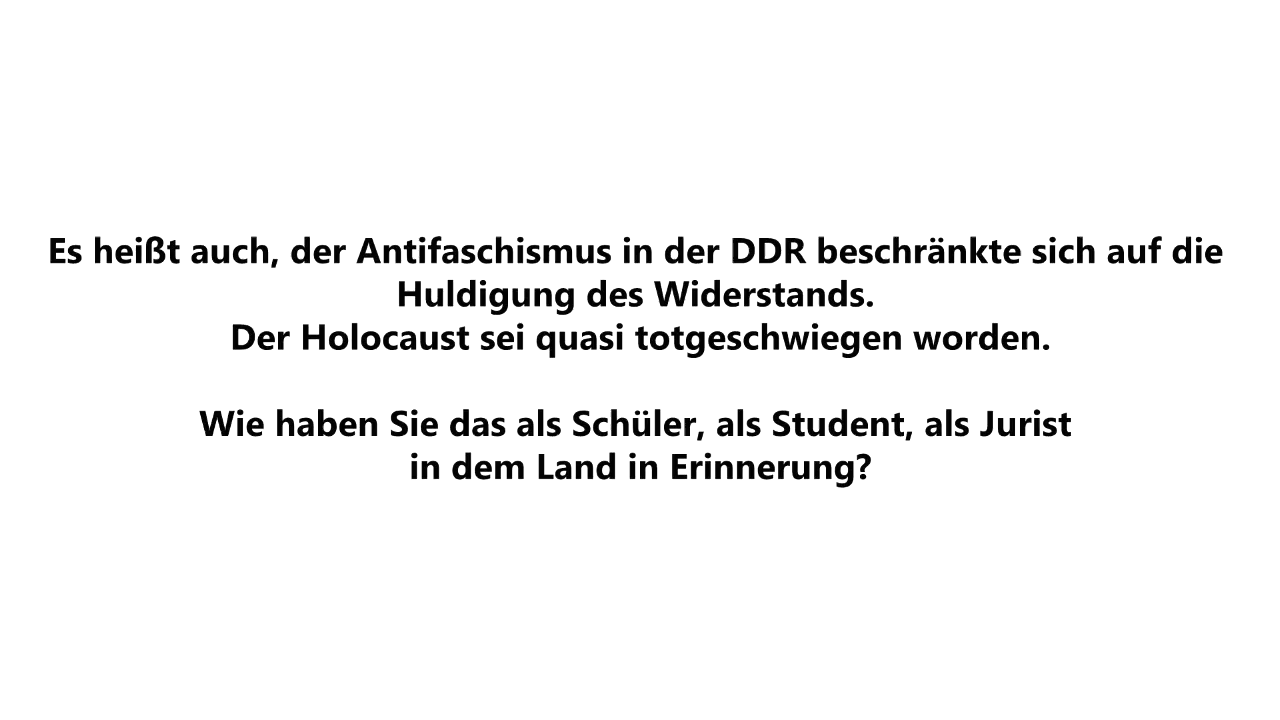 Es heißt auch, der Antifaschismus in der DDR beschränkte sich auf die
Huldigung des Widerstands.
Der Holocaust sei quasi totgeschwiegen worden.
Wie haben Sie das als Schüler, als Student, als Jurist
in dem Land in Erinnerung?